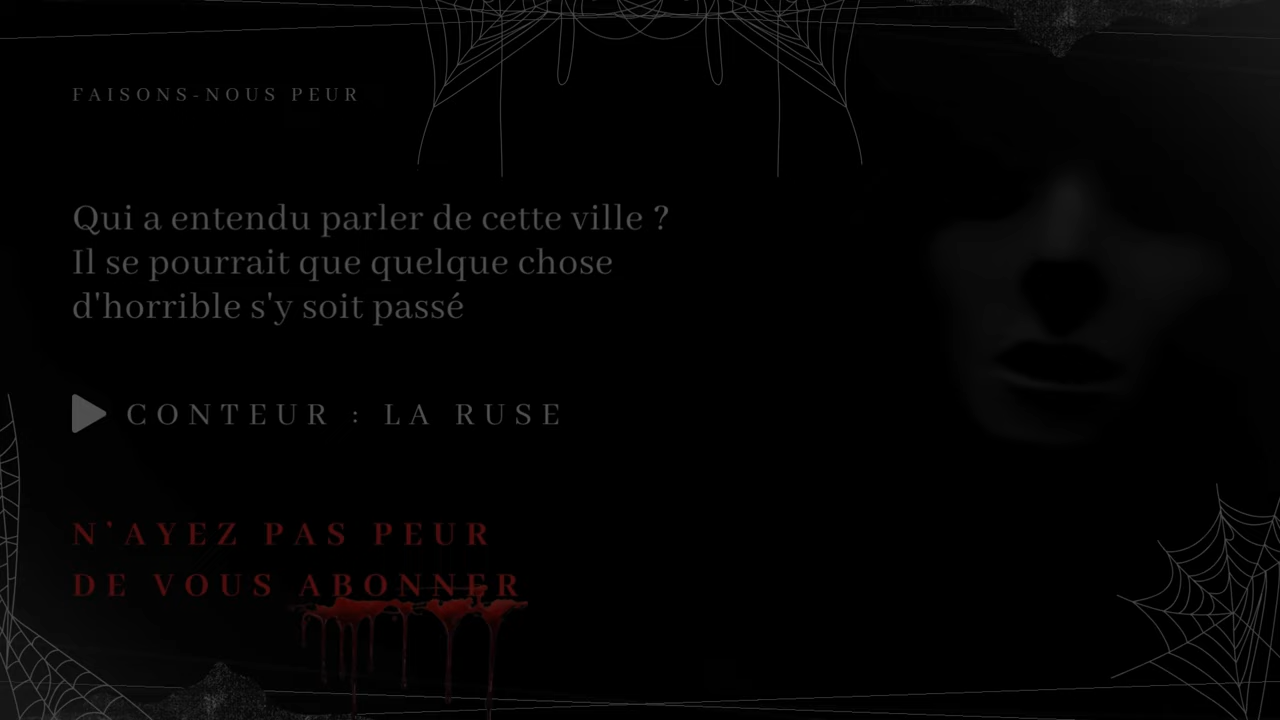 FAISONS-NOUS PEUR
Qui a entendu parler de cette ville ?
Il se pourrait que quelque chose
d'horrible s'y soit passé
CONTEUR : LA RUSE
N'AYEZ PAS PEUR
DE VOUS ABONNER